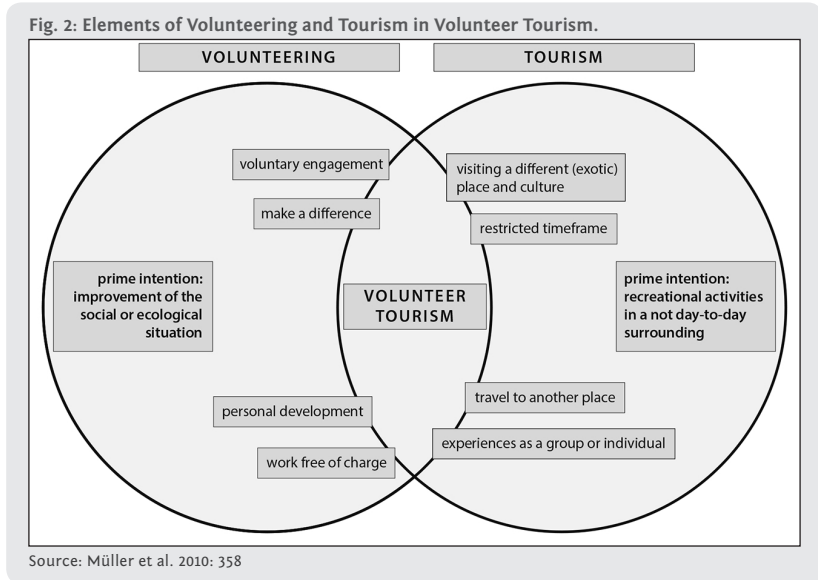 Fig. 2: Elements of Volunteering and Tourism in Volunteer Tourism.
VOLUNTEERING
TOURISM
voluntary engagement
make a difference
prime intention:
improvement of the
social or ecological
situation
personal development
work free of charge
VOLUNTEER
TOURISM
visiting a different (exotic)
place and culture
restricted timeframe
prime intention:
recreational activities
in a not day-to-day
surrounding
travel to another place
experiences as a group or individual
Source: Müller et al. 2010: 358